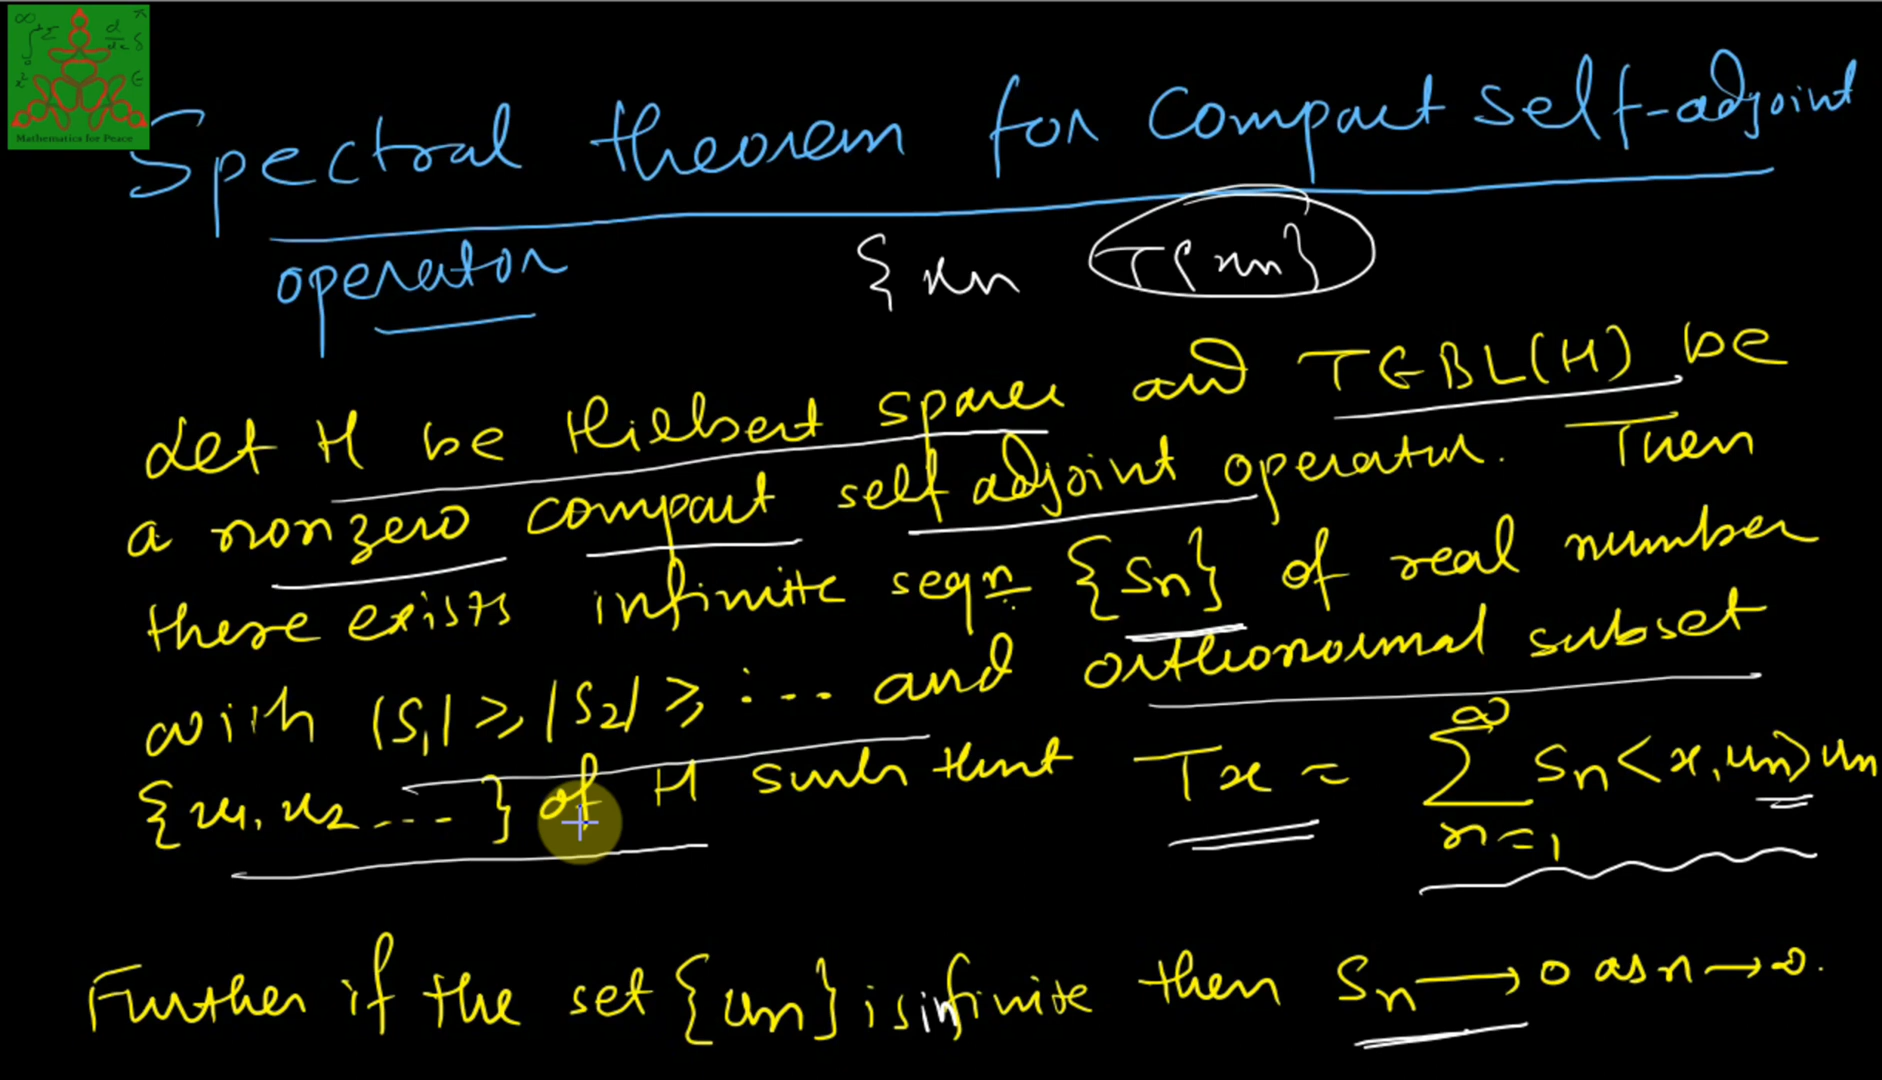 Mathematics for Peace
Spectral theorem for Compact self-adjoint
operator
{xn T{xn}
Let H be Hilbert space and T∈BL(H) be
a nonzero compact self adjoint operator. Then
there exists infinite seqn {Sn} of real number
with |S1| ≥ |S2| ≥ ... and orthonormal subset
{u1, u2 ... } of H such that Tx = ∑_{n=1}^{∞} Sn<x, un>un
Further if the set {un} is infinite then Sn → 0 as n → ∞.